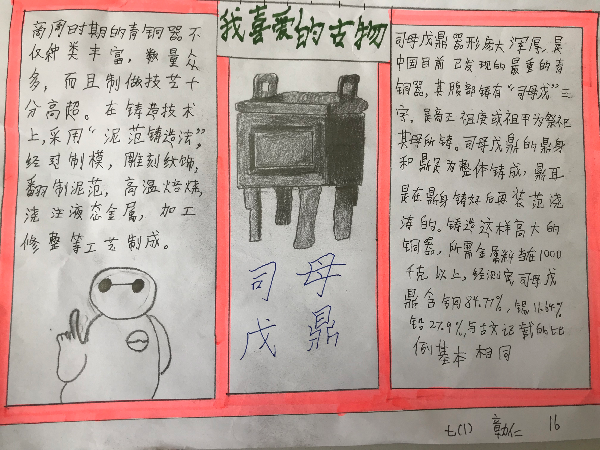 我喜爱的古物
商周时期的青铜器不
仅种类丰富，数量众
多，而且制做技艺十
分高超。在铸造技术
上,采用“泥范铸造法”，
经过制模，雕刻纹饰，
翻制泥范，高温焙烧，
浇注液态金属，加工
修整等工艺制成。
司母
戊鼎
司母戊鼎器形庞大浑厚，是
中国目前已发现的最重的青
铜器，其腹部铸有“司母戊”三
字，是商王祖庚或祖甲为祭祀
其母所铸。司母戊鼎的鼎身
和鼎足为整体铸成，鼎耳
是在鼎身铸好后再装范浇
铸的。铸造这样高大的
铜器，所需金属料当在1000
千克以上，经测定，司母戊
鼎含铜84.77%，锡11.64%
铅27.9%，与古文记载的比
例基本相同
七(1) 仁 16